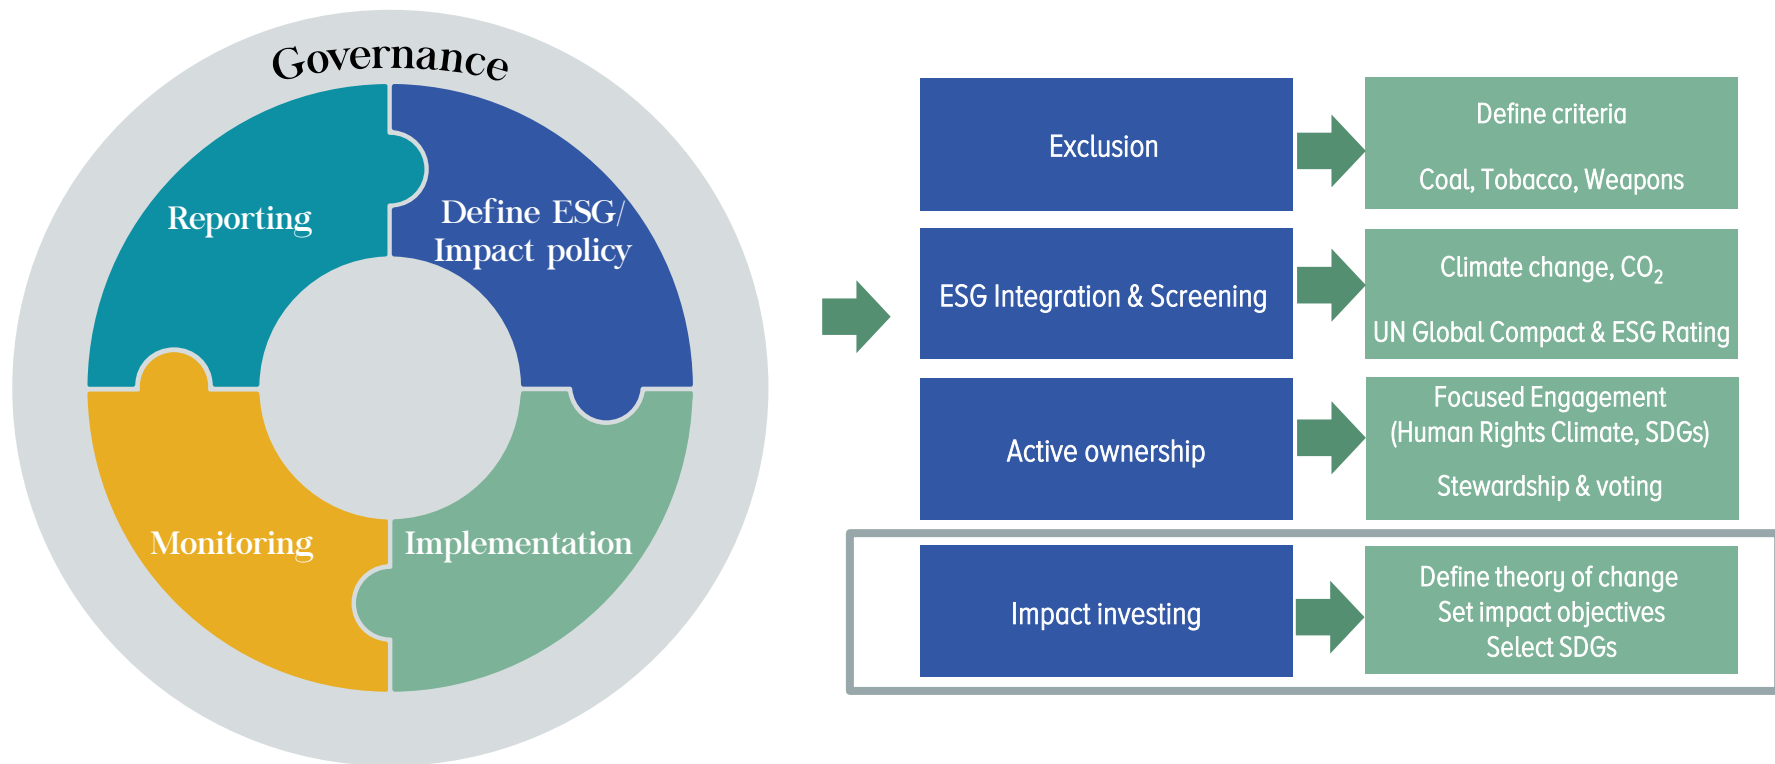 Governance
Reporting
Define ESG/
Impact policy
Monitoring
Implementation
Exclusion
Define criteria
Coal, Tobacco, Weapons
ESG Integration & Screening
Climate change, CO₂
UN Global Compact & ESG Rating
Active ownership
Focused Engagement
(Human Rights Climate, SDGs)
Stewardship & voting
Impact investing
Define theory of change
Set impact objectives
Select SDGs